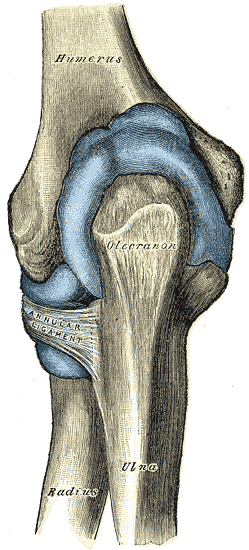 Humerus
Olecranon
ANNULAR
LIGAMENT
Ulna
Radius